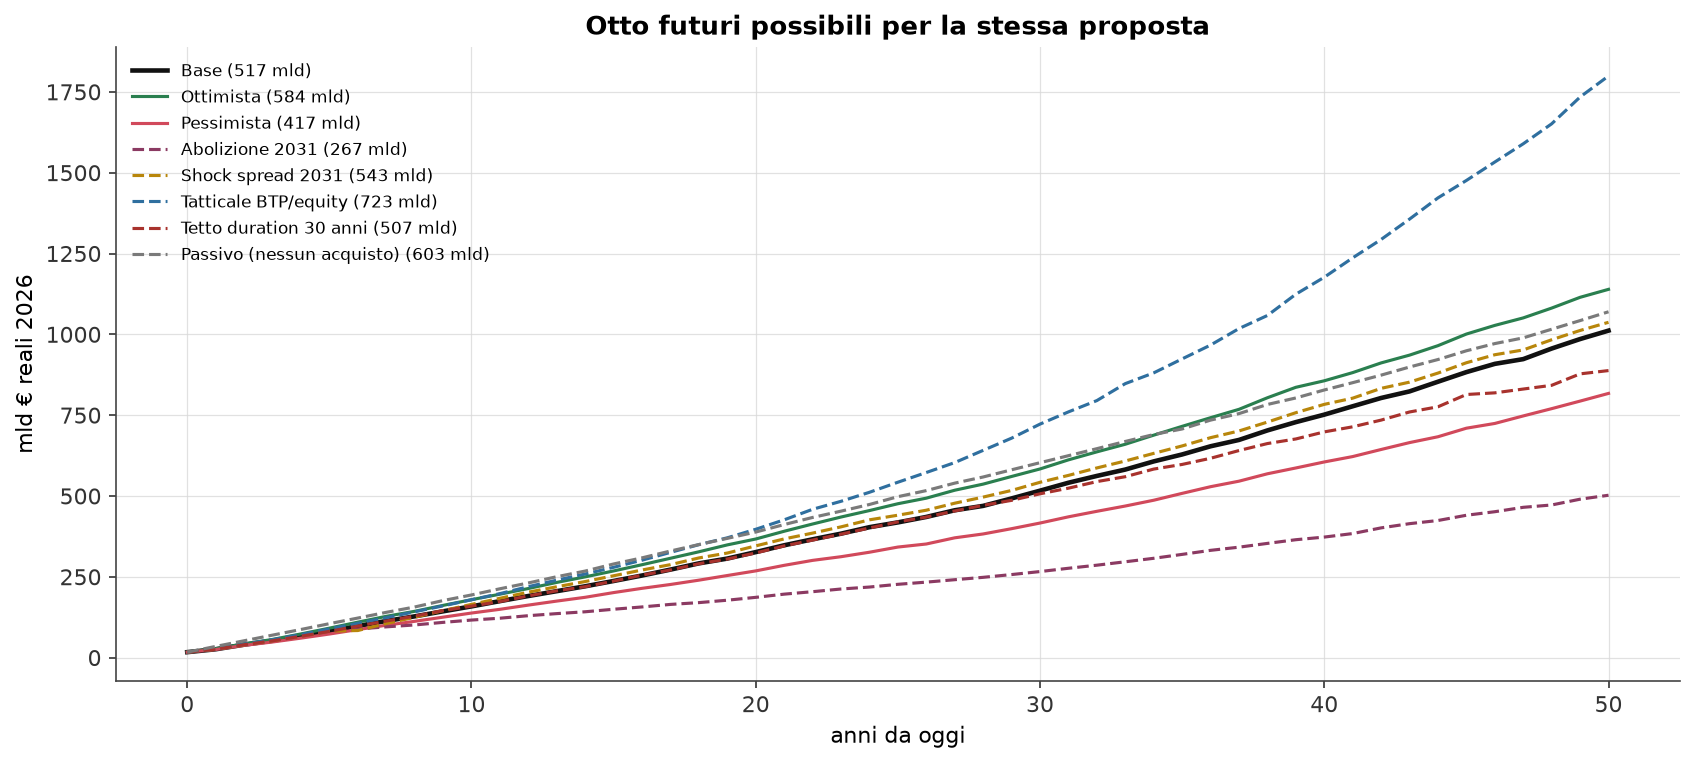 Otto futuri possibili per la stessa proposta
Base (517 mld)
Ottimista (584 mld)
Pessimista (417 mld)
Abolizione 2031 (267 mld)
Shock spread 2031 (543 mld)
Tatticale BTP/equity (723 mld)
Tetto duration 30 anni (507 mld)
Passivo (nessun acquisto) (603 mld)
mld € reali 2026
1750
1500
1250
1000
750
500
250
0
0 10 20 30 40 50
anni da oggi